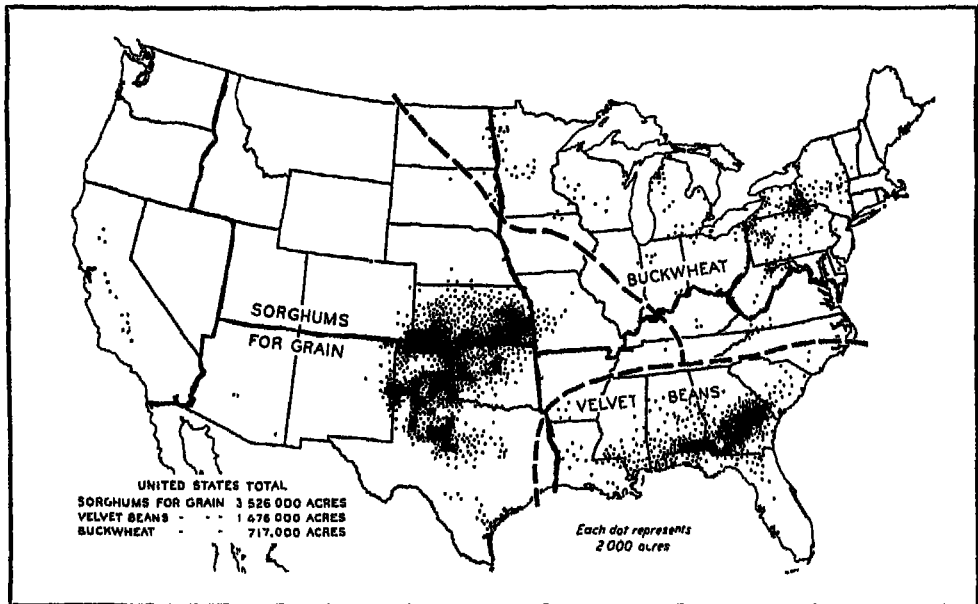 BUCKWHEAT
SORGHUMS
FOR GRAIN
VELVET BEANS
UNITED STATES TOTAL
SORGHUMS FOR GRAIN 3 526 000 ACRES
VELVET BEANS - - - 1 476 000 ACRES
BUCKWHEAT - - 717,000 ACRES
Each dot represents
2 000 acres